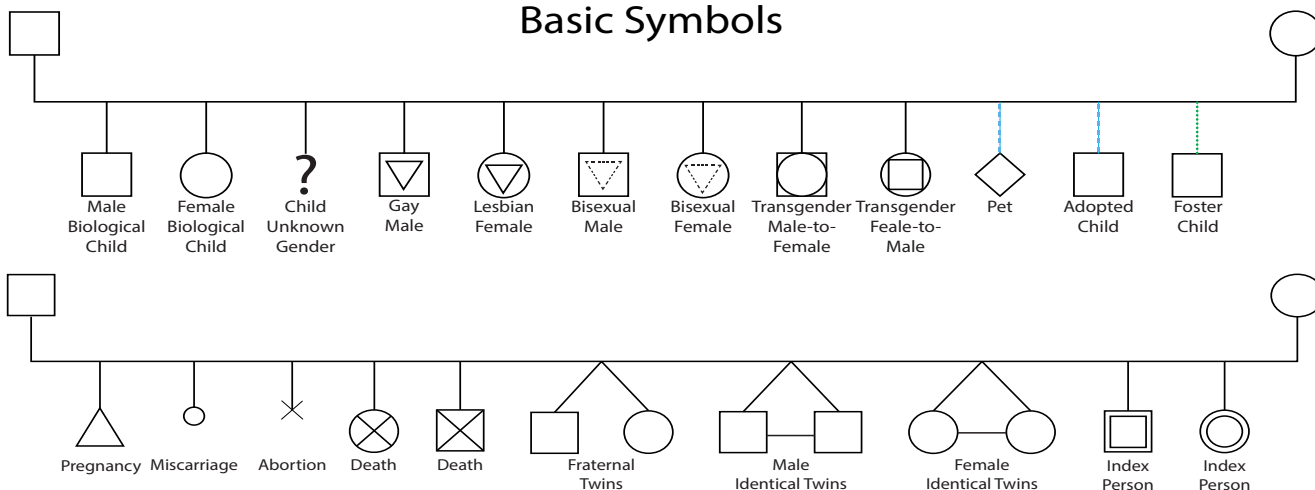 Basic Symbols
Male
Biological
Child
Female
Biological
Child
?
Child
Unknown
Gender
Gay
Male
Lesbian
Female
Bisexual
Male
Bisexual
Female
Transgender
Male-to-
Female
Transgender
Feale-to-
Male
Pet
Adopted
Child
Foster
Child
Pregnancy
Miscarriage
Abortion
Death
Death
Fraternal
Twins
Male
Identical Twins
Female
Identical Twins
Index
Person
Index
Person